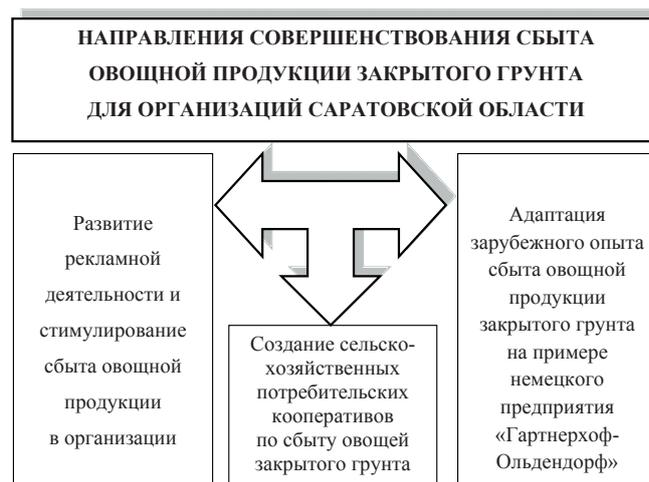 НАПРАВЛЕНИЯ СОВЕРШЕНСТВОВАНИЯ СБЫТА
ОВОЩНОЙ ПРОДУКЦИИ ЗАКРЫТОГО ГРУНТА
ДЛЯ ОРГАНИЗАЦИЙ САРАТОВСКОЙ ОБЛАСТИ
Развитие
рекламной
деятельности и
стимулирование
сбыта овощной
продукции
в организации
Создание сельско-
хозяйственных
потребительских
кооперативов
по сбыту овощей
закрытого грунта
Адаптация
зарубежного опыта
сбыта овощной
продукции
закрытого грунта
на примере
немецкого
предприятия
«Гартнерхоф-
Ольдендорф»